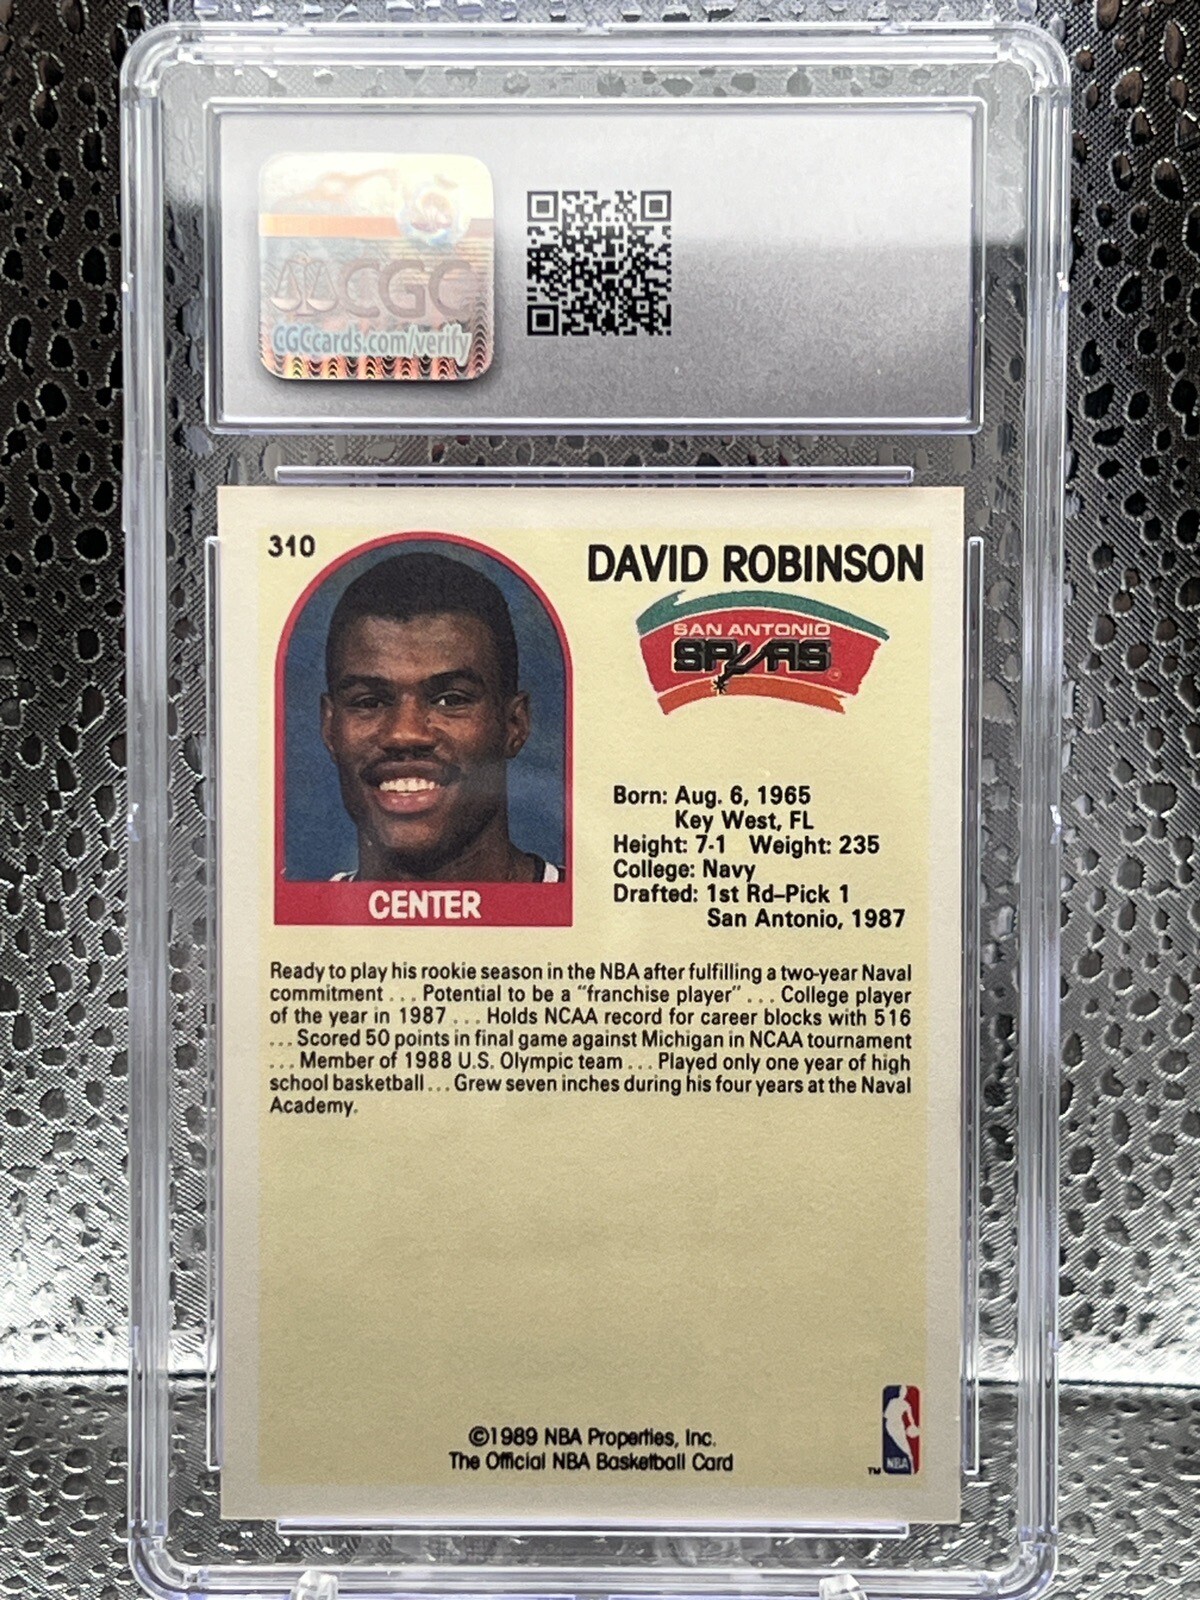 CGC
CGCcards.com/verify
310
DAVID ROBINSON
SAN ANTONIO
SPURS
CENTER
Born: Aug. 6, 1965
Key West, FL
Height: 7-1 Weight: 235
College: Navy
Drafted: 1st Rd–Pick 1
San Antonio, 1987
Ready to play his rookie season in the NBA after fulfilling a two-year Naval
commitment . . . Potential to be a "franchise player" . . . College player
of the year in 1987 . . . Holds NCAA record for career blocks with 516
. . . Scored 50 points in final game against Michigan in NCAA tournament
. . . Member of 1988 U.S. Olympic team . . . Played only one year of high
school basketball . . . Grew seven inches during his four years at the Naval
Academy.
©1989 NBA Properties, Inc.
The Official NBA Basketball Card
TM NBA